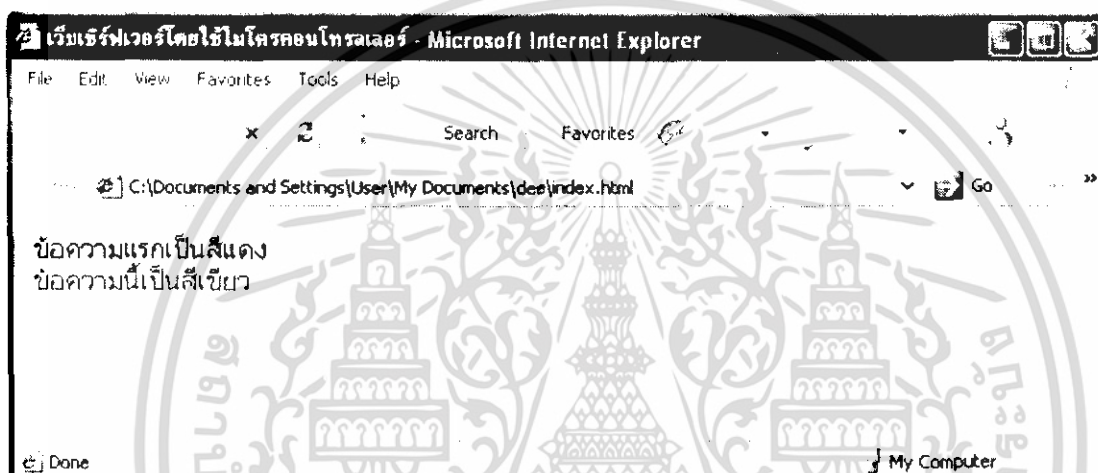 เว็บเซิร์ฟเวอร์โดยใช้ไมโครคอนโทรลเลอร์ - Microsoft Internet Explorer
File Edit View Favorites Tools Help
Search Favorites
C:\Documents and Settings\User\My Documents\dee\index.html Go »
ข้อความแรกเป็นสีแดง
ข้อความนี้เป็นสีเขียว
Done My Computer